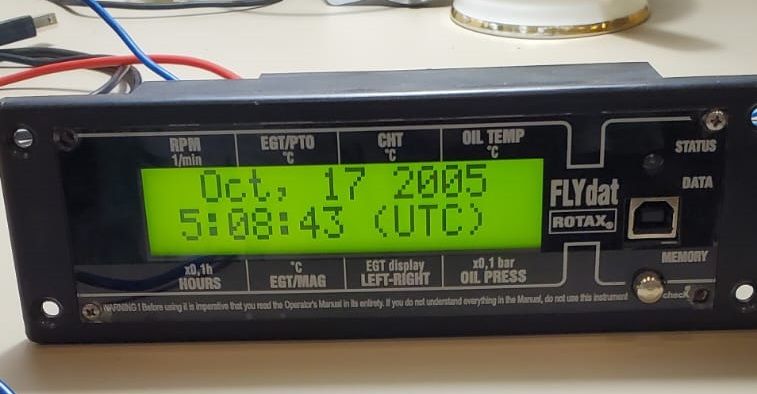 RPM 1/min EGT/PTO °C CHT °C OIL TEMP °C
STATUS
Oct, 17 2005
5:08:43 (UTC)
FLYdat
ROTAX®
DATA
MEMORY
x0,1h HOURS °C EGT/MAG EGT display LEFT-RIGHT x0,1 bar OIL PRESS
check
WARNING ! Before using it is imperative that you read the Operator's Manual in its entirety. If you do not understand everything in the Manual, do not use this instrument